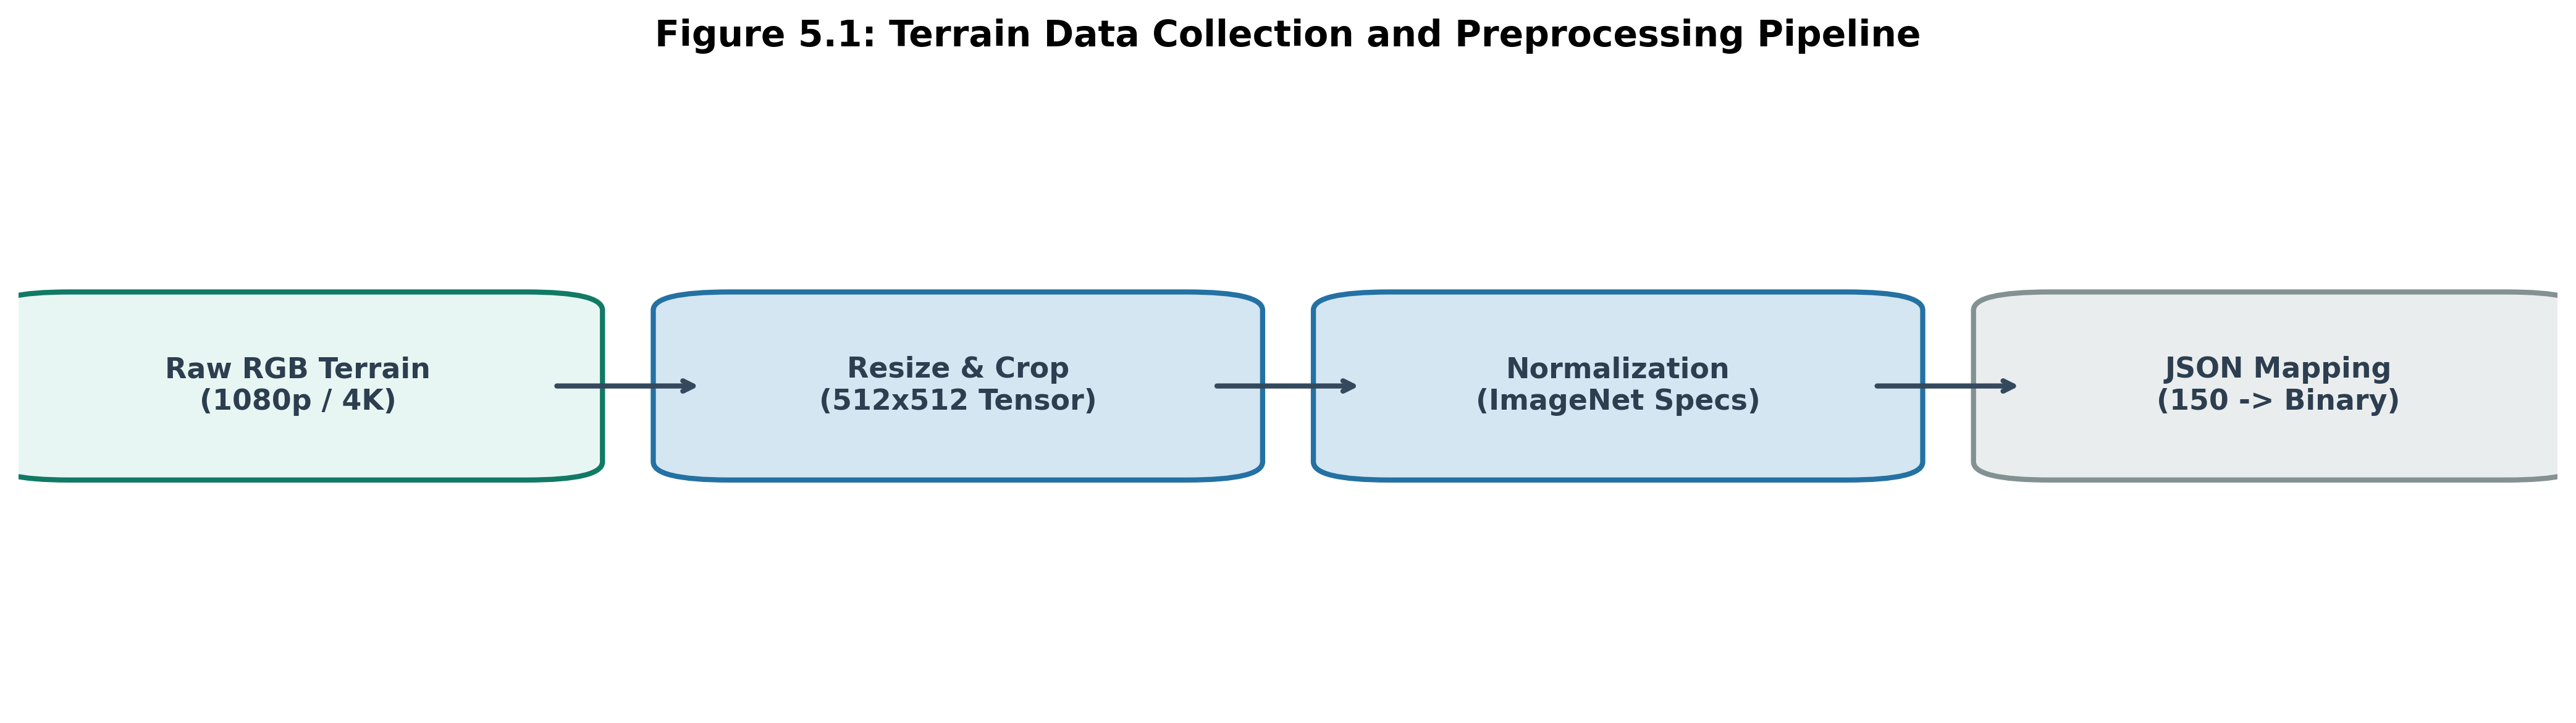 Figure 5.1: Terrain Data Collection and Preprocessing Pipeline
Raw RGB Terrain
(1080p / 4K)
Resize & Crop
(512x512 Tensor)
Normalization
(ImageNet Specs)
JSON Mapping
(150 -> Binary)